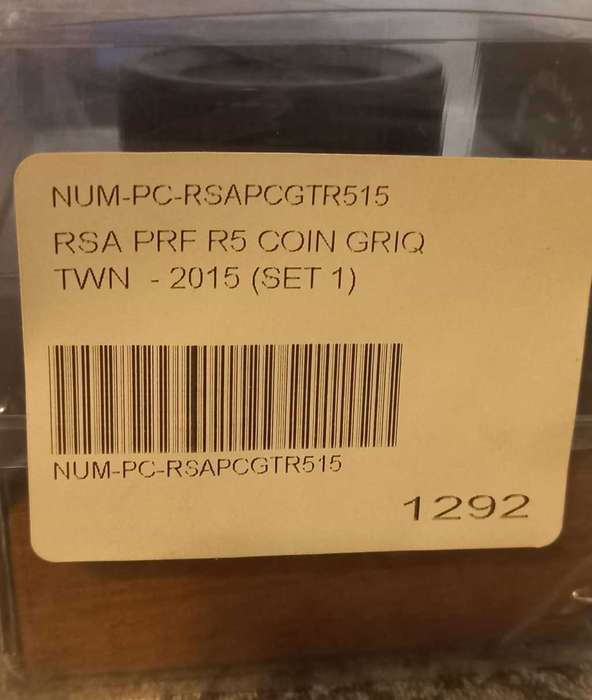 NUM-PC-RSAPCGTR515
RSA PRF R5 COIN GRIQ
TWN - 2015 (SET 1)
NUM-PC-RSAPCGTR515
1292